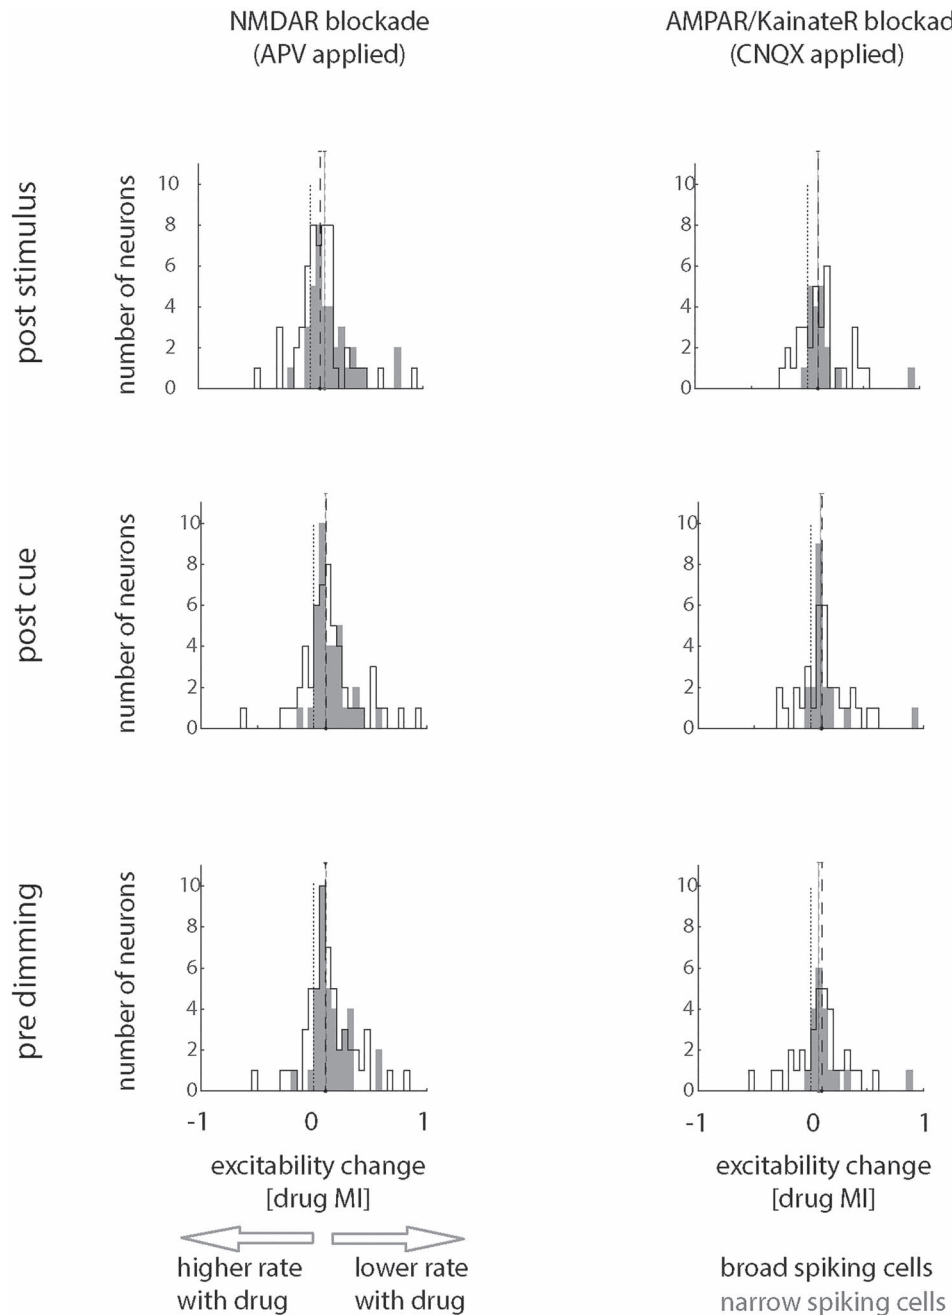 NMDAR blockade
(APV applied)
AMPAR/KainateR blockad
(CNQX applied)
post stimulus
number of neurons
10
8
6
4
2
0
10
8
6
4
2
0
post cue
number of neurons
10
8
6
4
2
0
10
8
6
4
2
0
pre dimming
number of neurons
10
8
6
4
2
0
10
8
6
4
2
0
-1 0 1
-1 0 1
excitability change
[drug MI]
excitability change
[drug MI]
higher rate
with drug
lower rate
with drug
broad spiking cells
narrow spiking cells